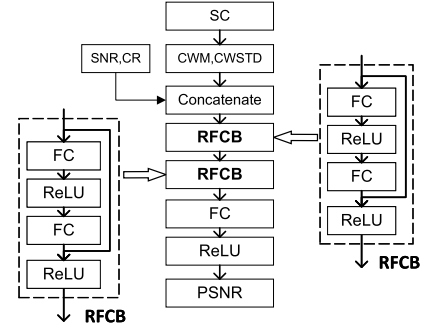 SC
SNR,CR
CWM,CWSTD
Concatenate
RFCB
RFCB
FC
ReLU
PSNR
FC
ReLU
FC
ReLU
RFCB
FC
ReLU
FC
ReLU
RFCB